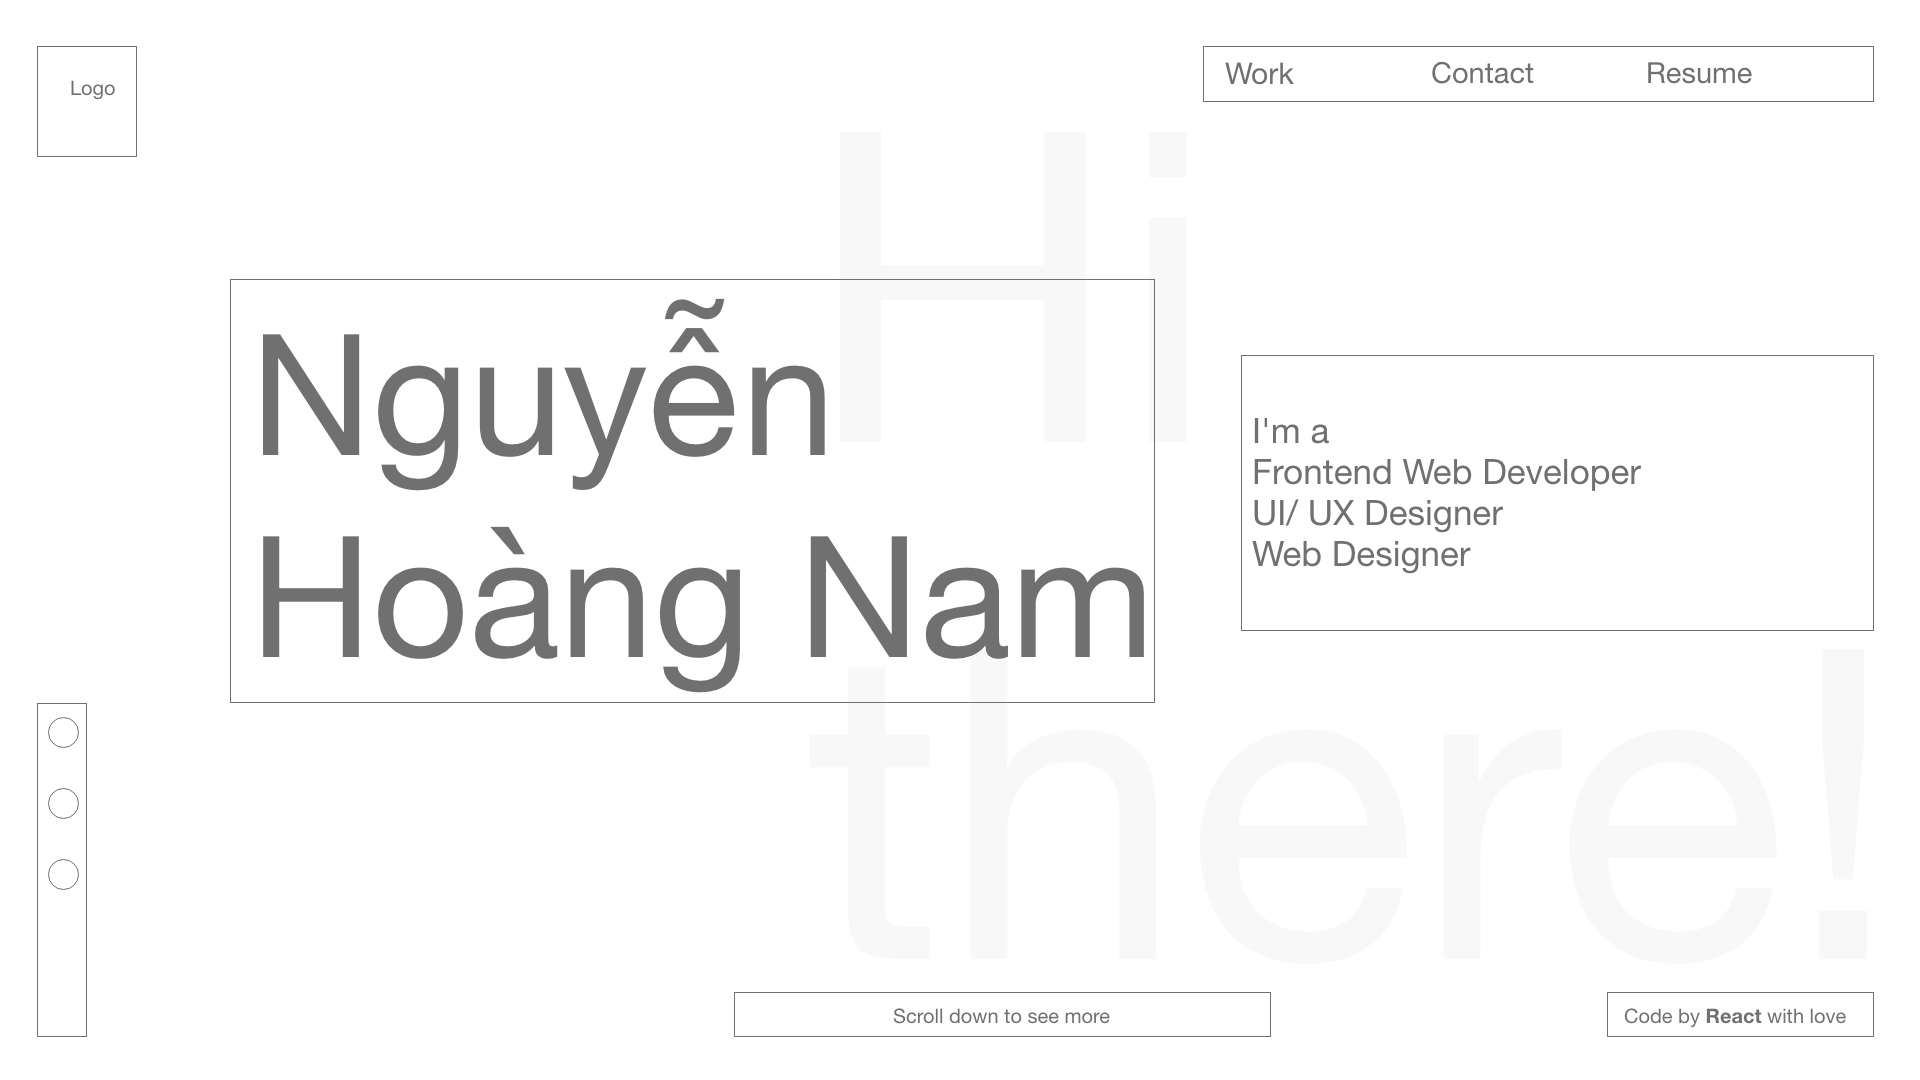 Logo
Work
Contact
Resume
Hi
Nguyễn
Hoàng Nam
I'm a
Frontend Web Developer
UI/ UX Designer
Web Designer
there!
Scroll down to see more
Code by React with love